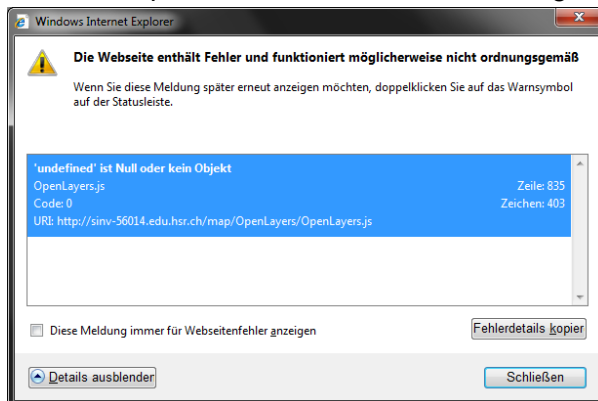 Windows Internet Explorer
Die Webseite enthält Fehler und funktioniert möglicherweise nicht ordnungsgemäß
Wenn Sie diese Meldung später erneut anzeigen möchten, doppelklicken Sie auf das Warnsymbol
auf der Statusleiste.
'undefined' ist Null oder kein Objekt
OpenLayers.js Zeile: 835
Code: 0 Zeichen: 403
URI: http://sinv-56014.edu.hsr.ch/map/OpenLayers/OpenLayers.js
Diese Meldung immer für Webseitenfehler anzeigen
Fehlerdetails kopier
Details ausblender
Schließen